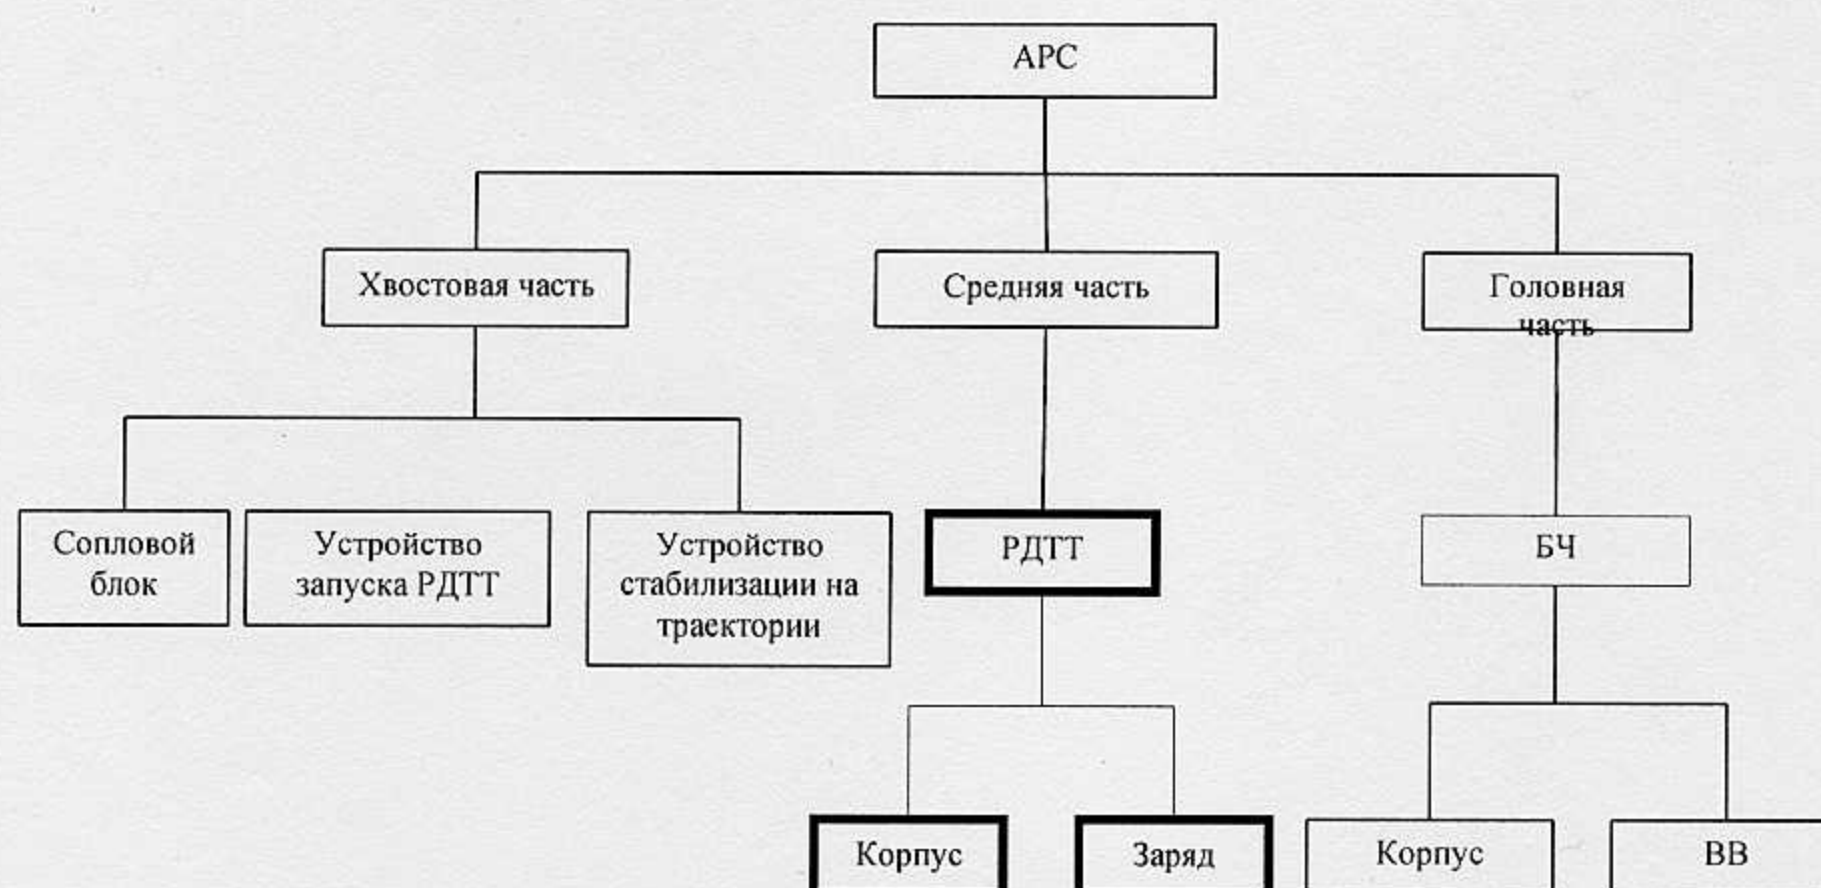 АРС
Хвостовая часть
Средняя часть
Головная
часть
Сопловой
блок
Устройство
запуска РДТТ
Устройство
стабилизации на
траектории
РДТТ
БЧ
Корпус
Заряд
Корпус
ВВ